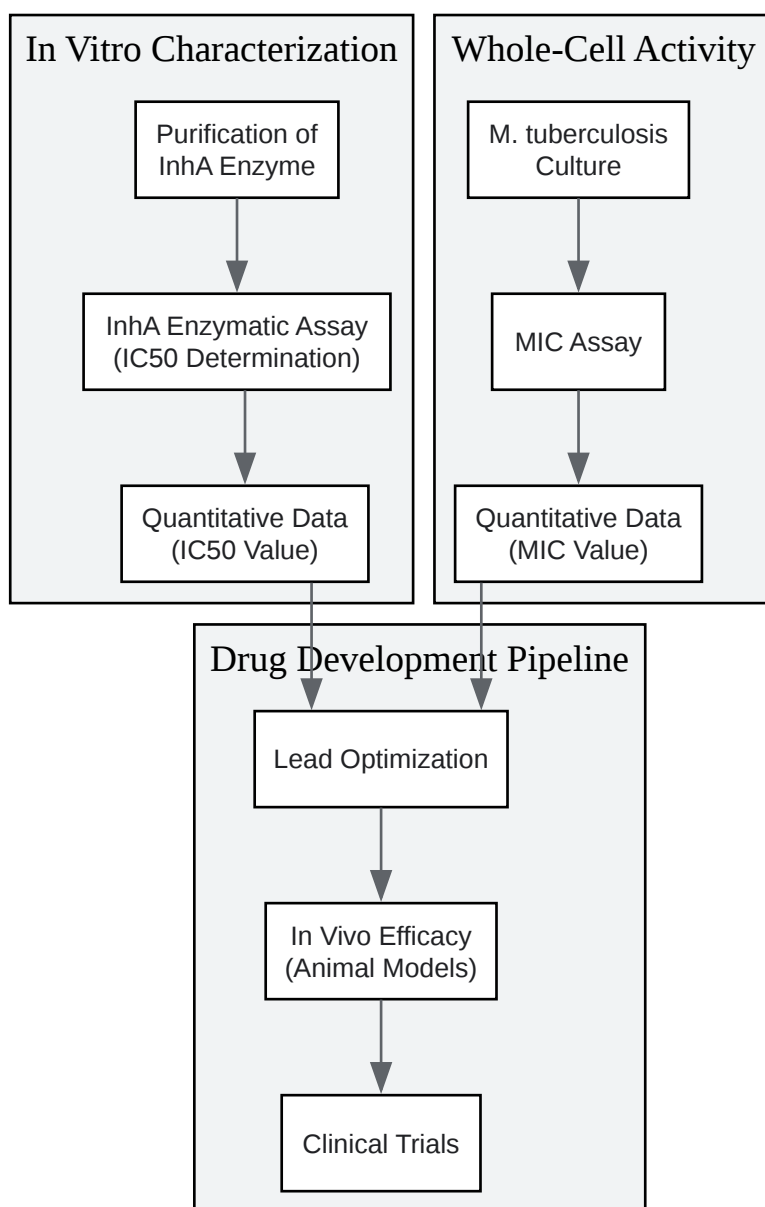 In Vitro Characterization
Purification of
InhA Enzyme
InhA Enzymatic Assay
(IC50 Determination)
Quantitative Data
(IC50 Value)
Whole-Cell Activity
M. tuberculosis
Culture
MIC Assay
Quantitative Data
(MIC Value)
Drug Development Pipeline
Lead Optimization
In Vivo Efficacy
(Animal Models)
Clinical Trials